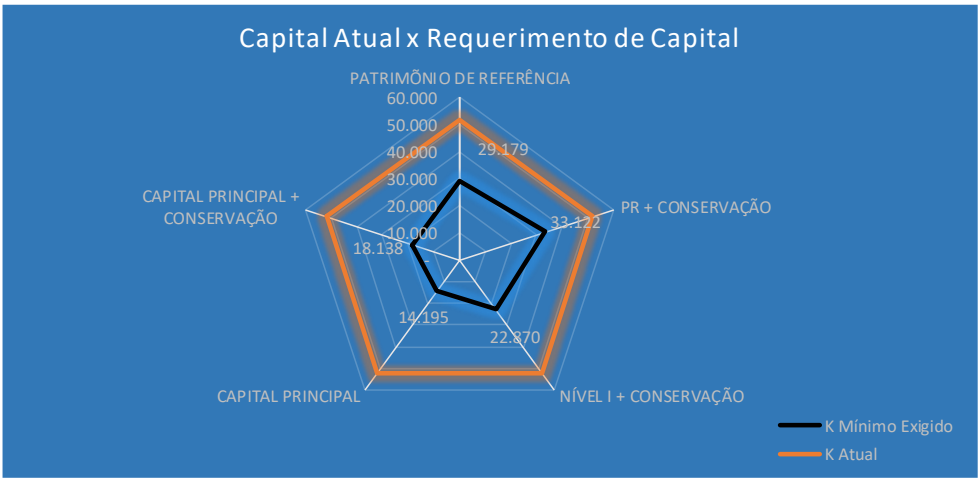 Capital Atual x Requerimento de Capital
PATRIMÕNIO DE REFERÊNCIA
60.000
50.000
40.000
30.000
20.000
10.000
-
29.179
33.122
22.870
14.195
18.138
PR + CONSERVAÇÃO
NÍVEL I + CONSERVAÇÃO
CAPITAL PRINCIPAL
CAPITAL PRINCIPAL +
CONSERVAÇÃO
K Mínimo Exigido
K Atual